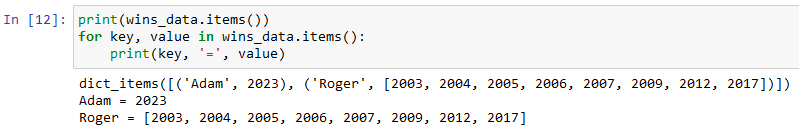 In [12]: print(wins_data.items())
for key, value in wins_data.items():
    print(key, '=', value)
dict_items([('Adam', 2023), ('Roger', [2003, 2004, 2005, 2006, 2007, 2009, 2012, 2017])])
Adam = 2023
Roger = [2003, 2004, 2005, 2006, 2007, 2009, 2012, 2017]